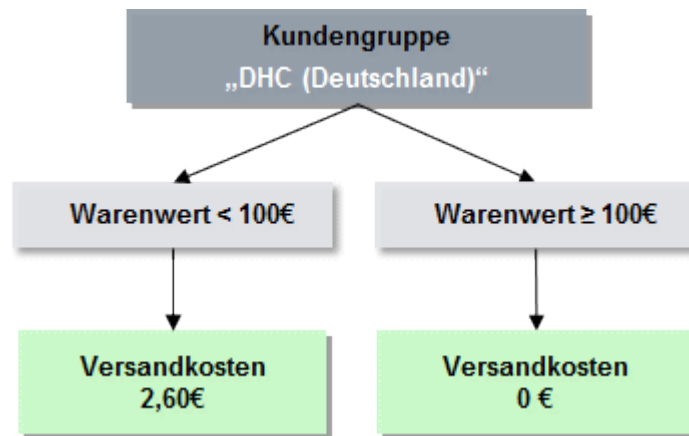 Kundengruppe
„DHC (Deutschland)“
Warenwert < 100€
Warenwert ≥ 100€
Versandkosten
2,60€
Versandkosten
0 €